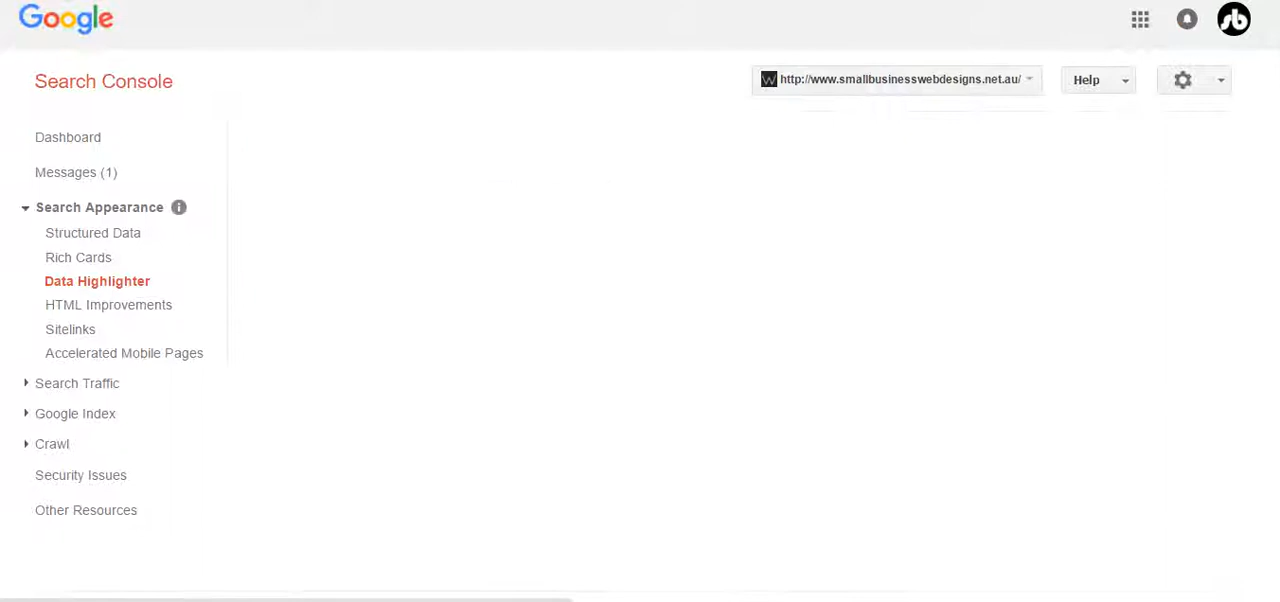 Google
sb
Search Console
http://www.smallbusinesswebdesigns.net.au/
Help
Dashboard
Messages (1)
Search Appearance i
Structured Data
Rich Cards
Data Highlighter
HTML Improvements
Sitelinks
Accelerated Mobile Pages
Search Traffic
Google Index
Crawl
Security Issues
Other Resources